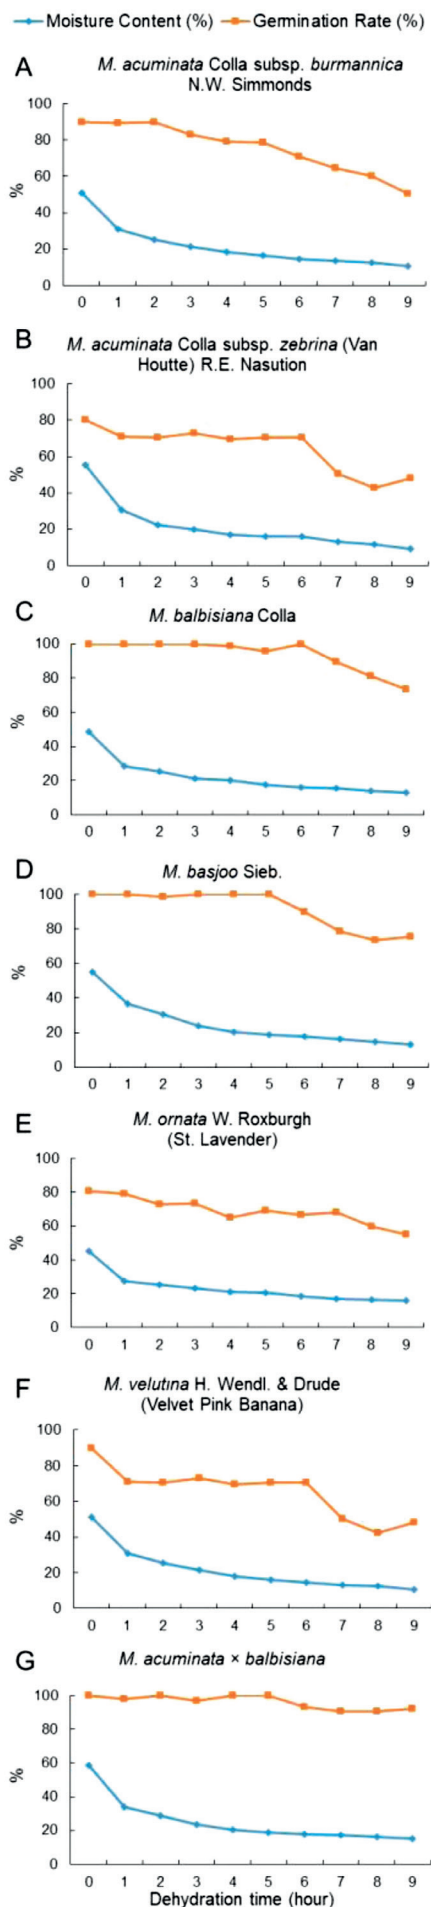 Moisture Content (%) Germination Rate (%)
A M. acuminata Colla subsp. burmannica
N.W. Simmonds
100
80
60
40
20
0
%
0 1 2 3 4 5 6 7 8 9
B M. acuminata Colla subsp. zebrina (Van
Houtte) R.E. Nasution
100
80
60
40
20
0
%
0 1 2 3 4 5 6 7 8 9
C M. balbisiana Colla
100
80
60
40
20
0
%
0 1 2 3 4 5 6 7 8 9
D M. basjoo Sieb.
100
80
60
40
20
0
%
0 1 2 3 4 5 6 7 8 9
E M. ornata W. Roxburgh
(St. Lavender)
100
80
60
40
20
0
%
0 1 2 3 4 5 6 7 8 9
F M. velutina H. Wendl. & Drude
(Velvet Pink Banana)
100
80
60
40
20
0
%
0 1 2 3 4 5 6 7 8 9
G M. acuminata × balbisiana
100
80
60
40
20
0
%
0 1 2 3 4 5 6 7 8 9
Dehydration time (hour)